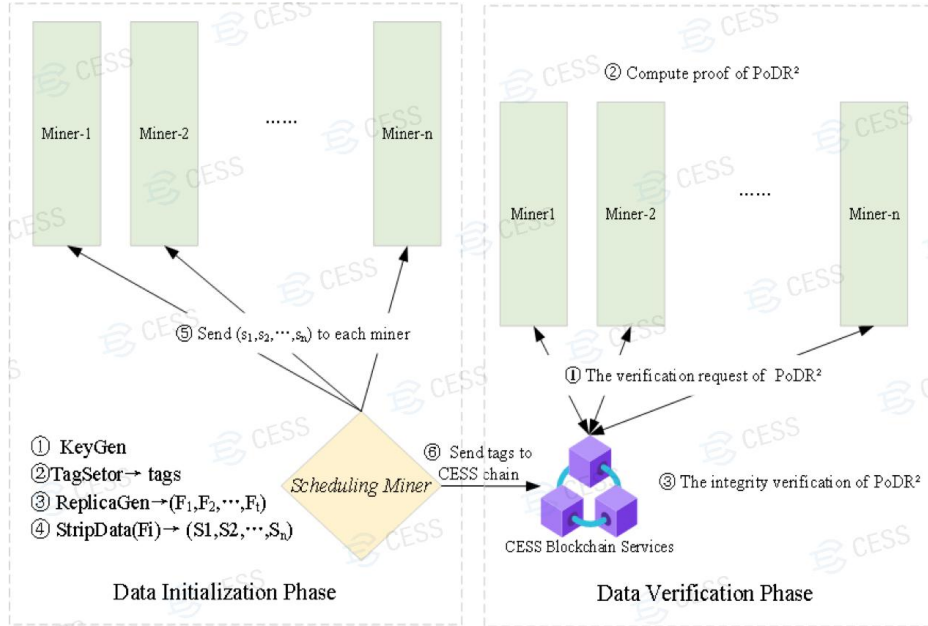 Miner-1
Miner-2
......
Miner-n
⑤ Send (s₁,s₂,⋯,sₙ) to each miner
① KeyGen
②TagSetor→ tags
③ ReplicaGen→(F₁,F₂,⋯,Fₜ)
④ StripData(Fi)→ (S1,S2,⋯,Sₙ)
Scheduling Miner
⑥ Send tags to
CESS chain
Data Initialization Phase
② Compute proof of PoDR²
Miner1
Miner-2
......
Miner-n
① The verification request of PoDR²
③ The integrity verification of PoDR²
CESS Blockchain Services
Data Verification Phase
CESS